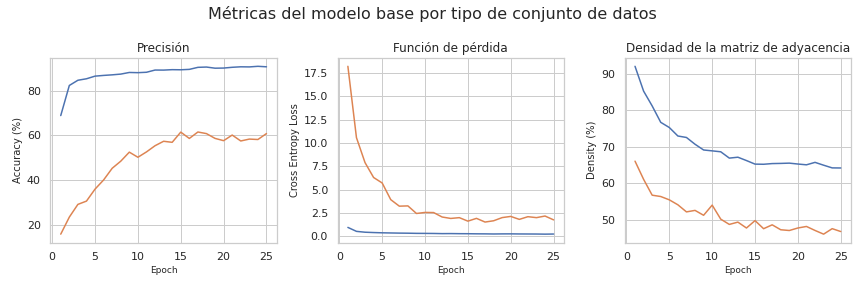 Métricas del modelo base por tipo de conjunto de datos
Precisión
Accuracy (%)
80
60
40
20
0 5 10 15 20 25
Epoch
Función de pérdida
Cross Entropy Loss
17.5
15.0
12.5
10.0
7.5
5.0
2.5
0.0
0 5 10 15 20 25
Epoch
Densidad de la matriz de adyacencia
Density (%)
90
80
70
60
50
0 5 10 15 20 25
Epoch